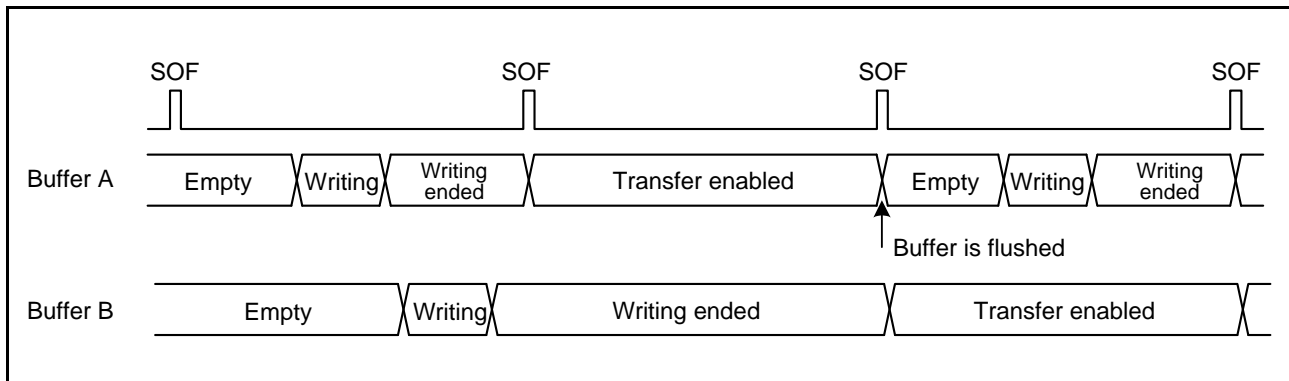 SOF SOF SOF SOF
Buffer A Empty Writing Writing ended Transfer enabled Empty Writing Writing ended
Buffer is flushed
Buffer B Empty Writing Writing ended Transfer enabled